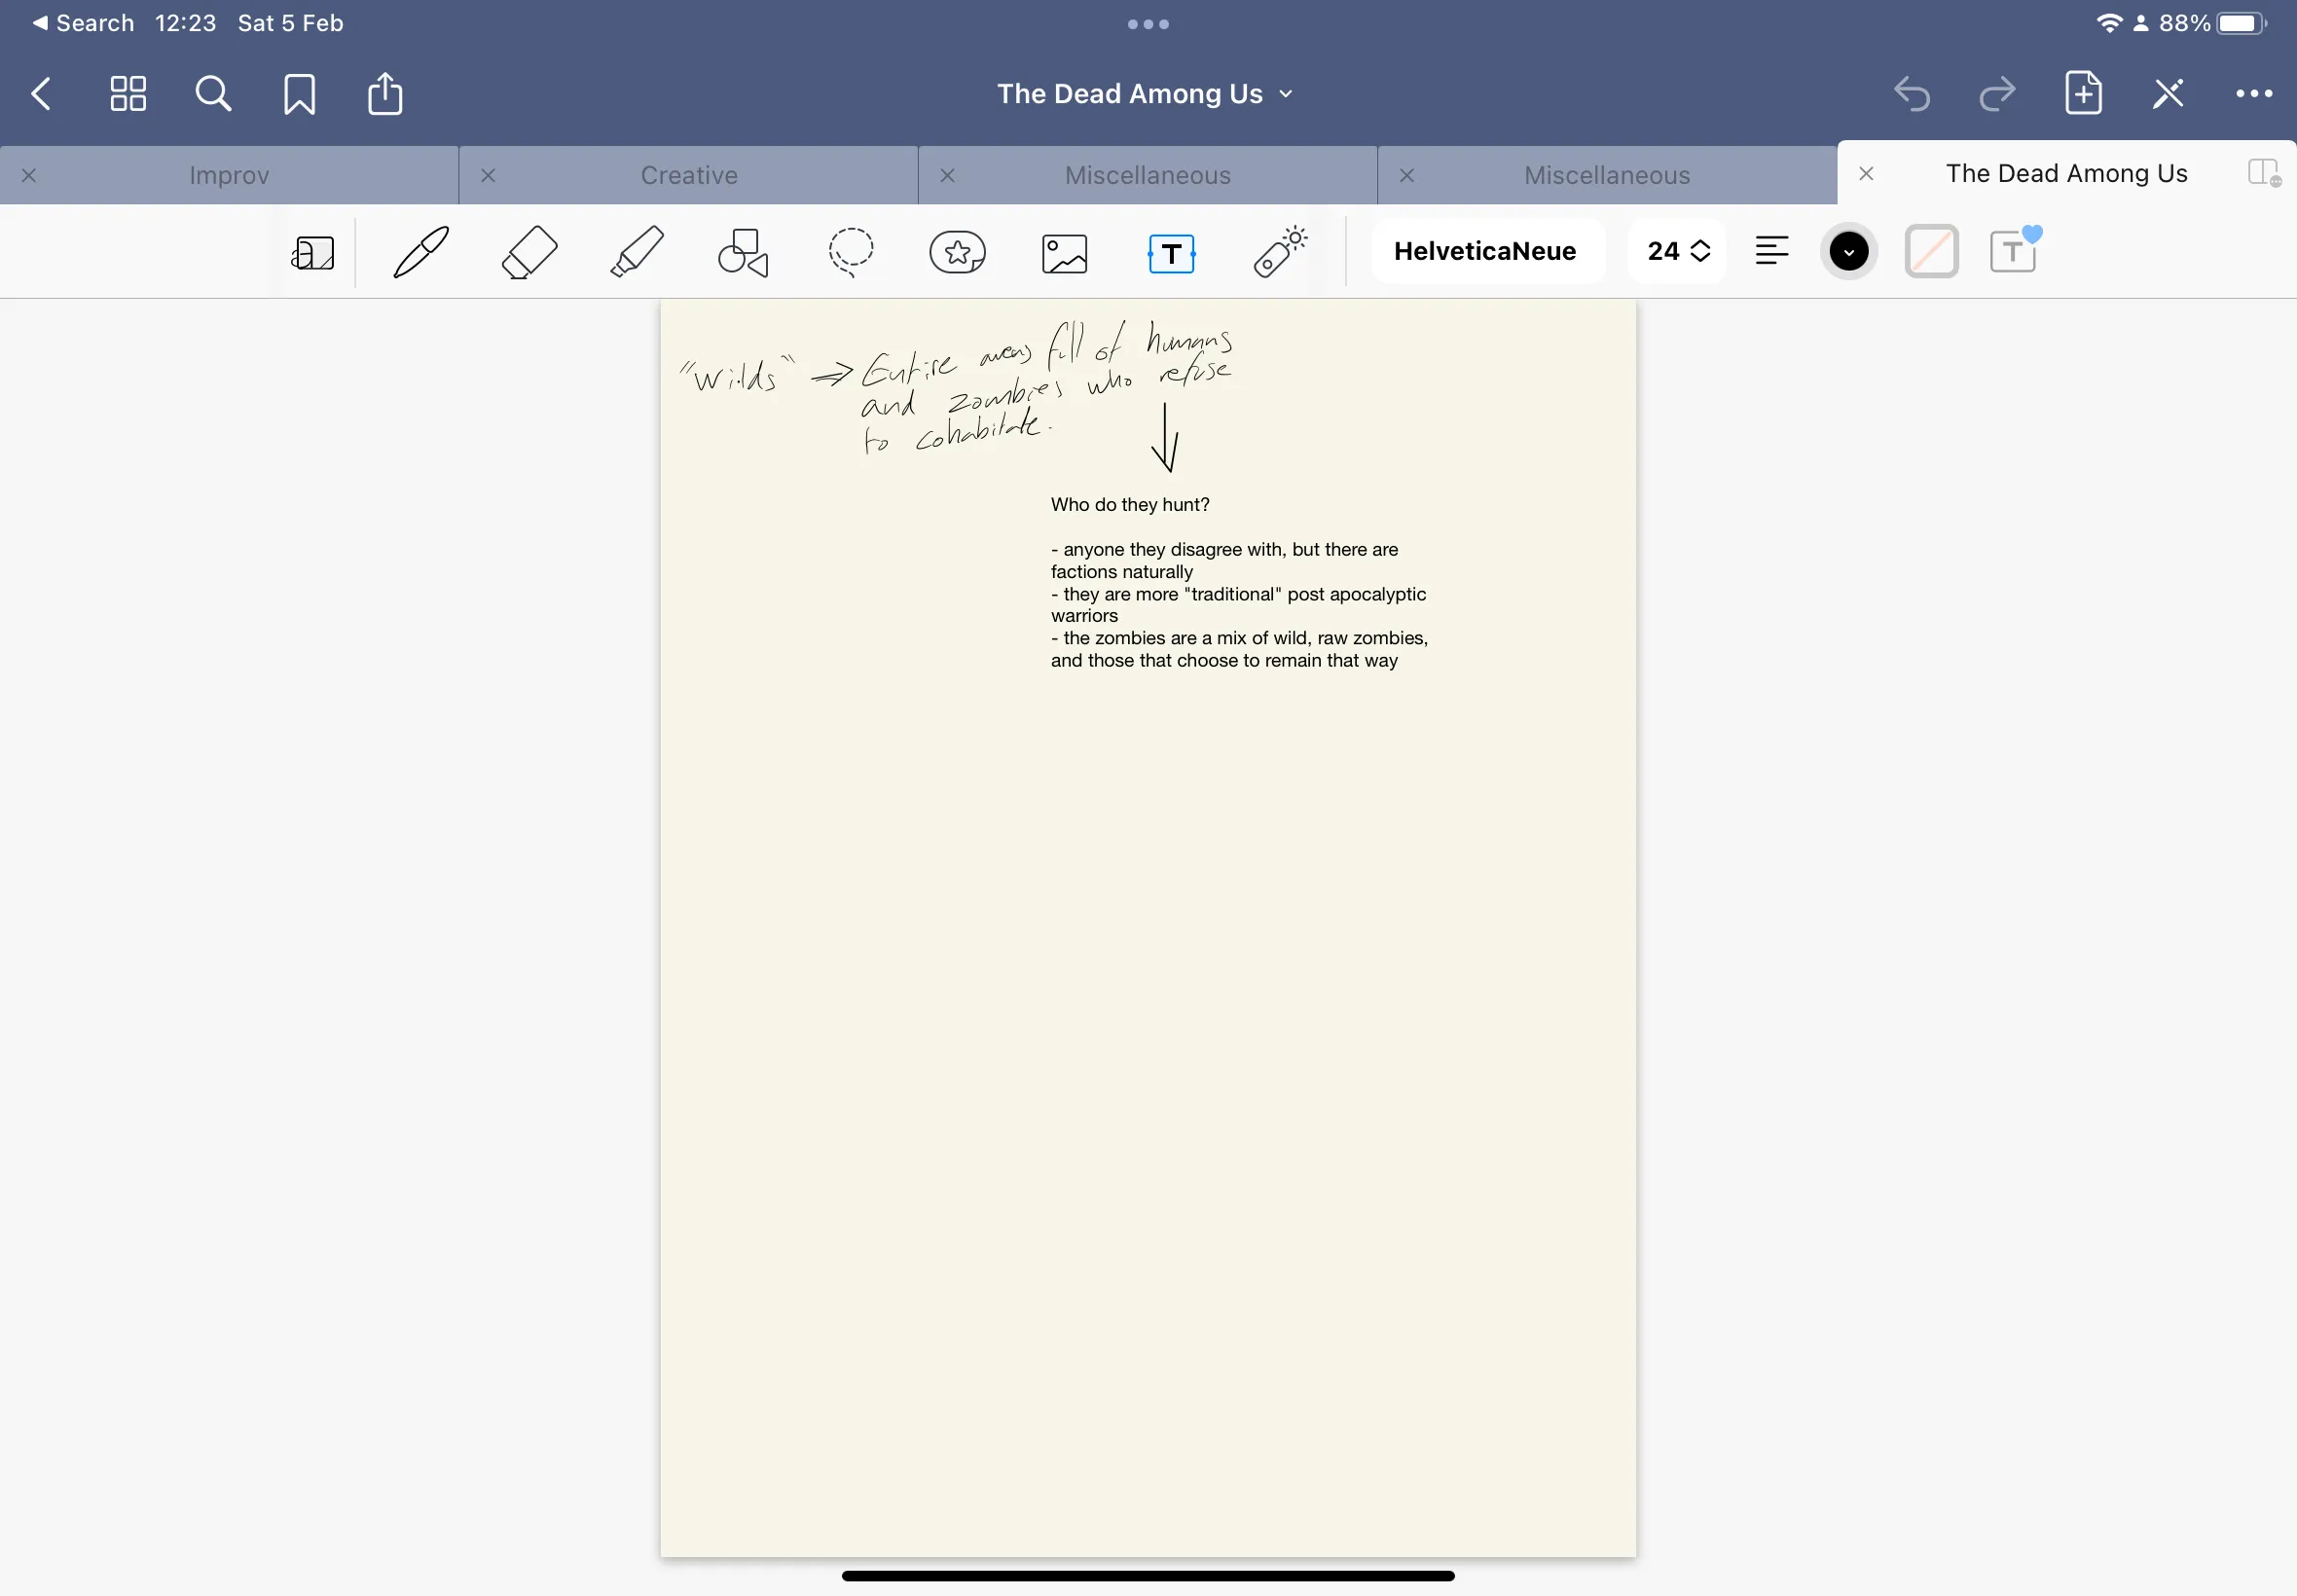 Search 12:23 Sat 5 Feb
88%
The Dead Among Us
Improv
Creative
Miscellaneous
Miscellaneous
The Dead Among Us
a
T
HelveticaNeue
24
T
"Wilds" ⇒ Entire areas full of humans
and zombies who refuse
to cohabitate.
Who do they hunt?
- anyone they disagree with, but there are
factions naturally
- they are more "traditional" post apocalyptic
warriors
- the zombies are a mix of wild, raw zombies,
and those that choose to remain that way